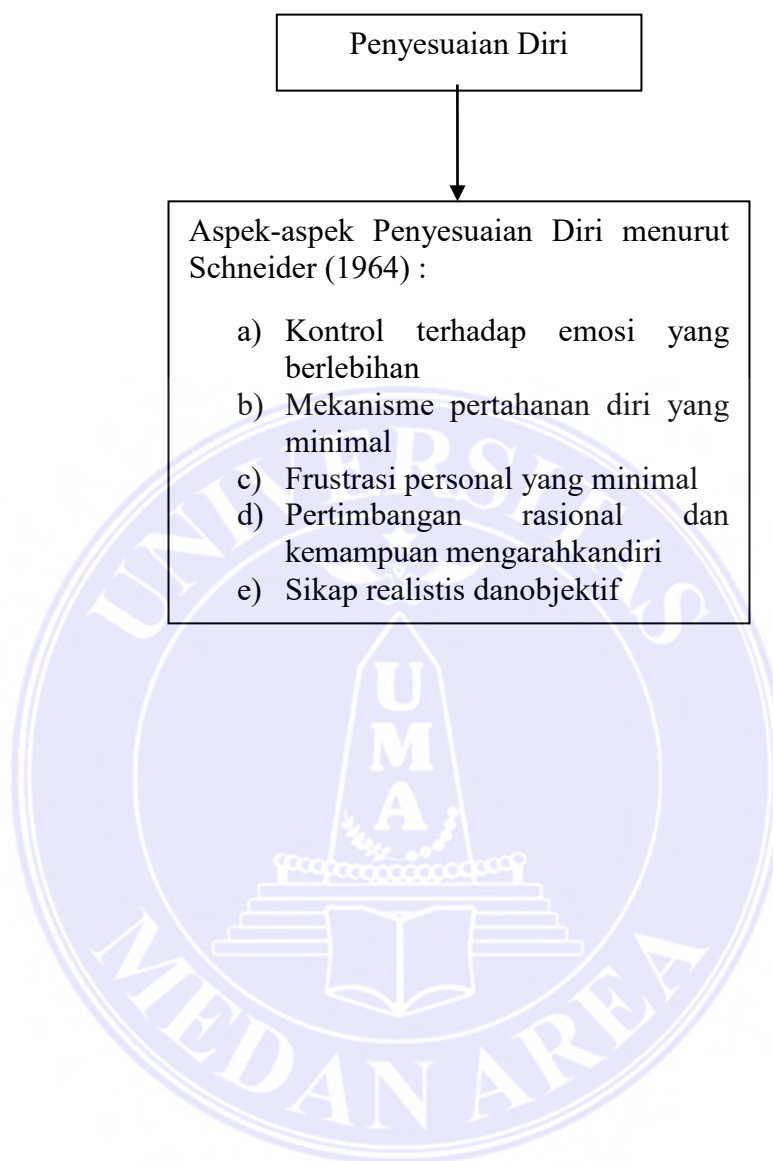 Penyesuaian Diri
Aspek-aspek Penyesuaian Diri menurut
Schneider (1964) :
a) Kontrol terhadap emosi yang
berlebihan
b) Mekanisme pertahanan diri yang
minimal
c) Frustrasi personal yang minimal
d) Pertimbangan rasional dan
kemampuan mengarahkandiri
e) Sikap realistis danobjektif
UNIVERSITAS
U
M
A
MEDAN AREA